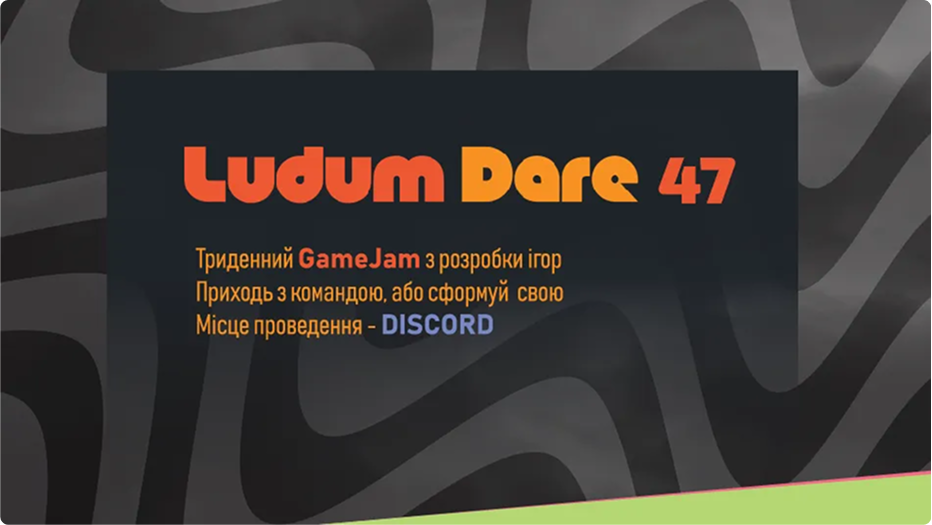 Ludum Dare 47
Триденний GameJam з розробки ігор
Приходь з командою, або сформуй свою
Місце проведення - DISCORD